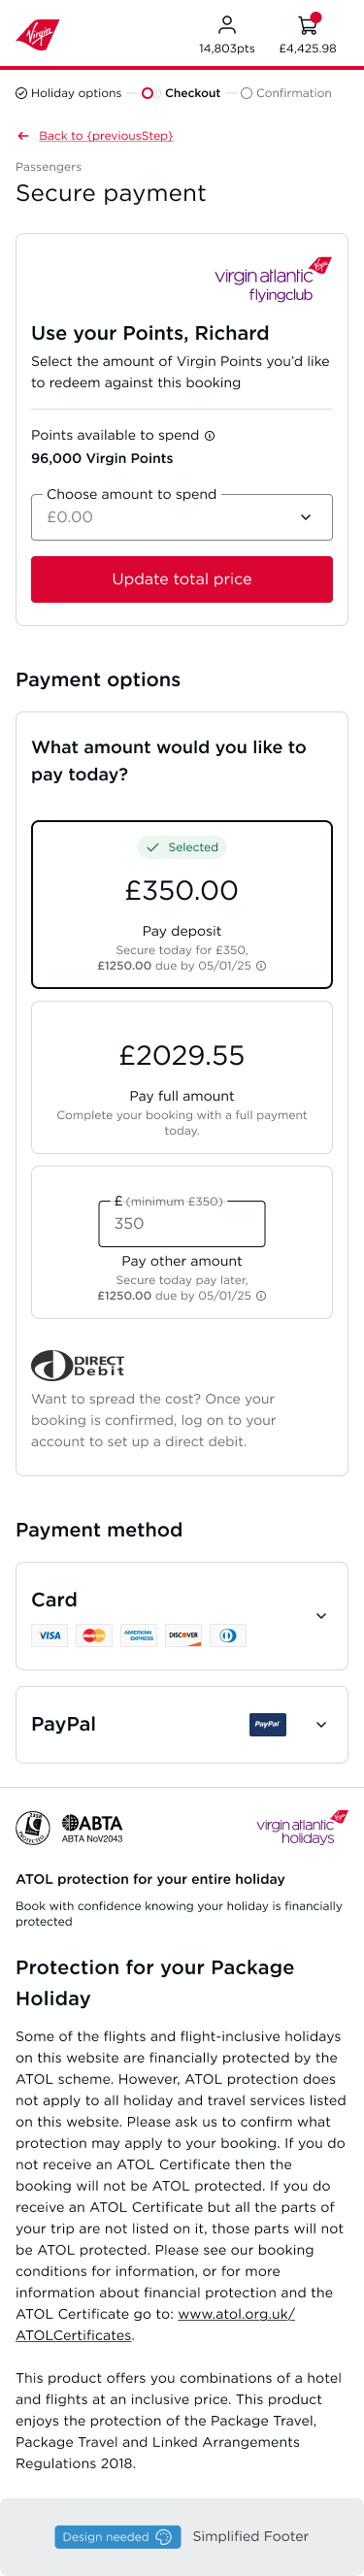 Virgin
14,803pts £4,425.98
Holiday options Checkout Confirmation
Back to {previousStep}
Passengers
Secure payment
Virgin
virgin atlantic
flyingclub
Use your Points, Richard
Select the amount of Virgin Points you’d like
to redeem against this booking
Points available to spend
96,000 Virgin Points
Choose amount to spend
£0.00
Update total price
Payment options
What amount would you like to
pay today?
Selected
£350.00
Pay deposit
Secure today for £350,
£1250.00 due by 05/01/25
£2029.55
Pay full amount
Complete your booking with a full payment
today.
£ (minimum £350)
350
Pay other amount
Secure today pay later,
£1250.00 due by 05/01/25
DIRECT
Debit
Want to spread the cost? Once your
booking is confirmed, log on to your
account to set up a direct debit.
Payment method
Card
VISA MasterCard AMERICAN EXPRESS DISCOVER
PayPal PayPal
2358
PROTECTED
ABTA
ABTA NoV2043
Virgin
virgin atlantic
holidays
ATOL protection for your entire holiday
Book with confidence knowing your holiday is financially
protected
Protection for your Package
Holiday
Some of the flights and flight-inclusive holidays
on this website are financially protected by the
ATOL scheme. However, ATOL protection does
not apply to all holiday and travel services listed
on this website. Please ask us to confirm what
protection may apply to your booking. If you do
not receive an ATOL Certificate then the
booking will not be ATOL protected. If you do
receive an ATOL Certificate but all the parts of
your trip are not listed on it, those parts will not
be ATOL protected. Please see our booking
conditions for information, or for more
information about financial protection and the
ATOL Certificate go to: www.atol.org.uk/
ATOLCertificates.
This product offers you combinations of a hotel
and flights at an inclusive price. This product
enjoys the protection of the Package Travel,
Package Travel and Linked Arrangements
Regulations 2018.
Design needed Simplified Footer